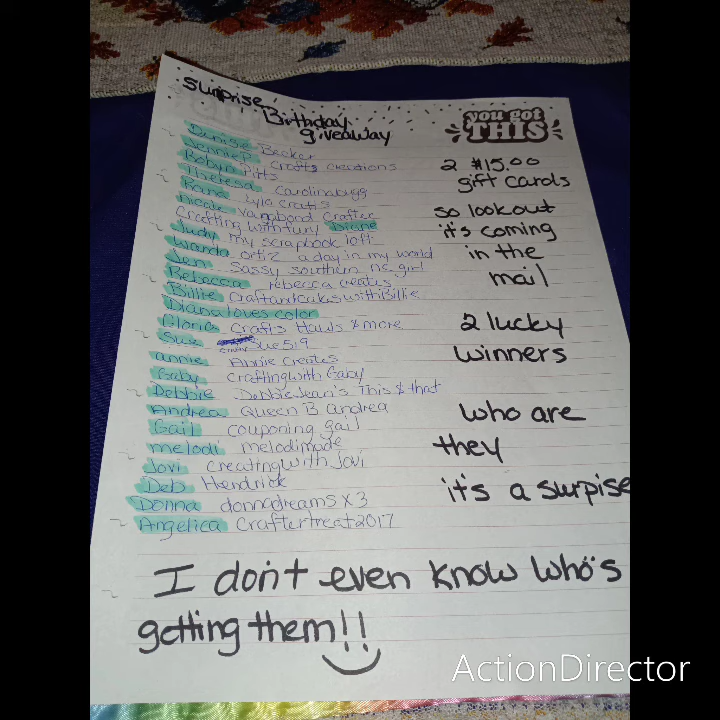 surprise
Birthday
giveaway
you got
THIS
Denise Becker
Jennie P Crafts creations
Robyn Pitts
Theresa carolinabugg
Rana Lyla crafts
Nicole Vagabond Crafter
Crafting with fury Diane
Judy my scrapbook loft
Wanda ortiz a day in my world
Jen Sassy southern nc girl
Rebecca rebecca creates
Billie Craftandcakeswithbillie
Diana loves color
Gloria Crafts Hauls & more
Sue Sue519
annie Annie Creates
Gaby craftingwith Gaby
Debbie DebbieJean's This & that
Andrea Queen B andrea
Gail couponing gail
melodi melodimade
Jovi creatingwith Jovi
Deb Hendrick
Donna donnadreams x3
Angelica Craftertreat2017
2 $15.00
gift cards
so lookout
it's coming
in the
mail
2 lucky
winners
who are
they
it's a surprise
I don't even know who's
getting them!!
ActionDirector